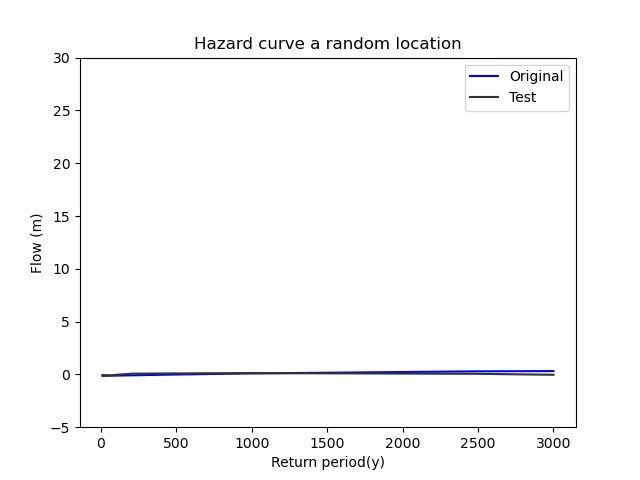 Hazard curve a random location
Original
Test
30
25
20
15
10
5
0
−5
Flow (m)
0 500 1000 1500 2000 2500 3000
Return period(y)